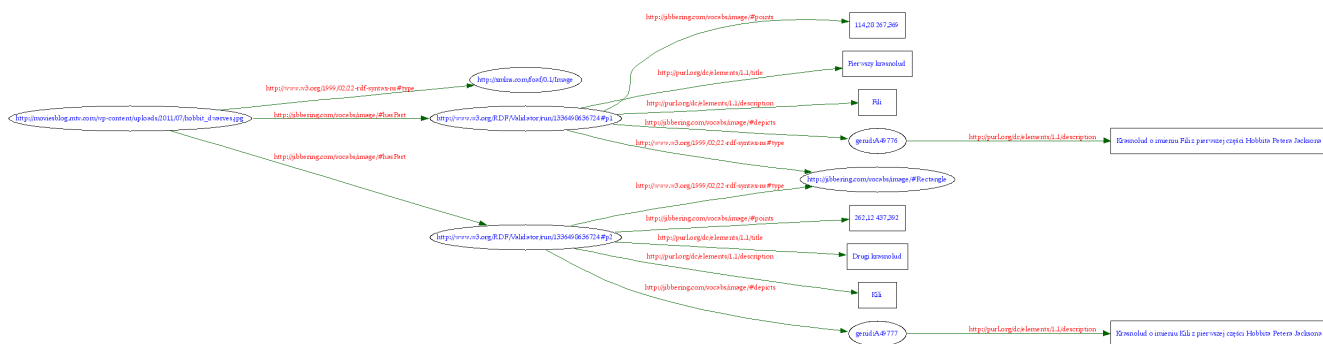 http://jibbering.com/vocabs/image/#points
114,28 267,369
http://purl.org/dc/elements/1.1/title
Pierwszy krasnolud
http://xmlns.com/foaf/0.1/Image
http://www.w3.org/1999/02/22-rdf-syntax-ns#type
http://purl.org/dc/elements/1.1/description
Fili
http://moviesblog.mtv.com/wp-content/uploads/2011/07/hobbit_dwarves.jpg
http://jibbering.com/vocabs/image/#hasPart
http://www.w3.org/RDF/Validator/run/1336498636724#p1
http://jibbering.com/vocabs/image/#depicts
genid:A49776
http://purl.org/dc/elements/1.1/description
Krasnolud o imieniu Fili z pierwszej części Hobbita Petera Jacksona
http://www.w3.org/1999/02/22-rdf-syntax-ns#type
http://jibbering.com/vocabs/image/#hasPart
http://jibbering.com/vocabs/image/#Rectangle
http://www.w3.org/1999/02/22-rdf-syntax-ns#type
http://jibbering.com/vocabs/image/#points
262,12 437,392
http://www.w3.org/RDF/Validator/run/1336498636724#p2
http://purl.org/dc/elements/1.1/title
Drugi krasnolud
http://purl.org/dc/elements/1.1/description
Kili
http://jibbering.com/vocabs/image/#depicts
genid:A49777
http://purl.org/dc/elements/1.1/description
Krasnolud o imieniu Kili z pierwszej części Hobbita Petera Jacksona